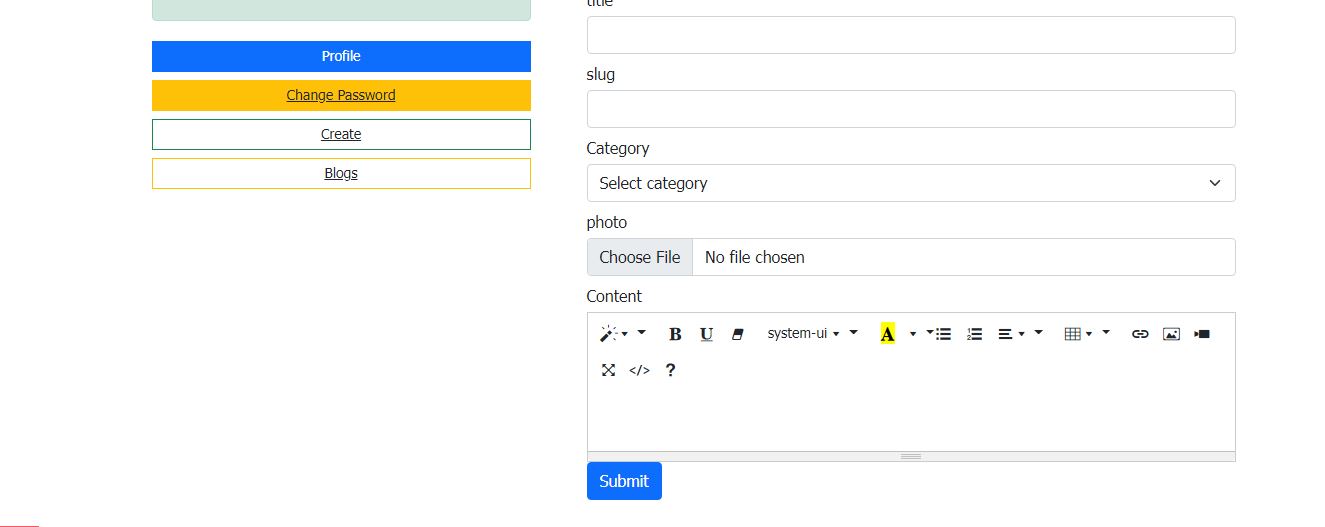 Profile
Change Password
Create
Blogs
title
slug
Category
Select category
photo
Choose File No file chosen
Content
B U system-ui A
</> ?
Submit